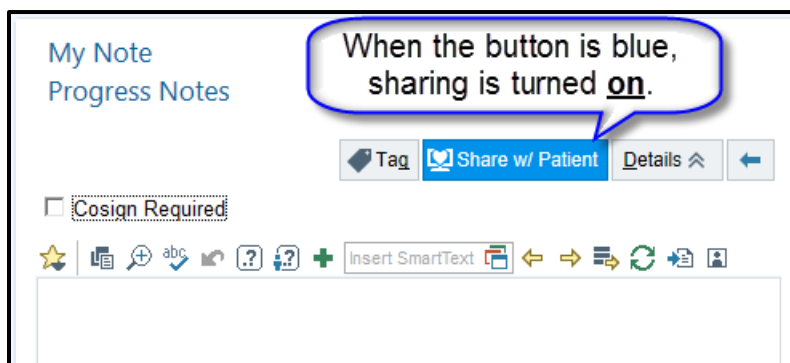 My Note
When the button is blue,
sharing is turned on.
Progress Notes
Tag Share w/ Patient Details
Cosign Required
abc Insert SmartText